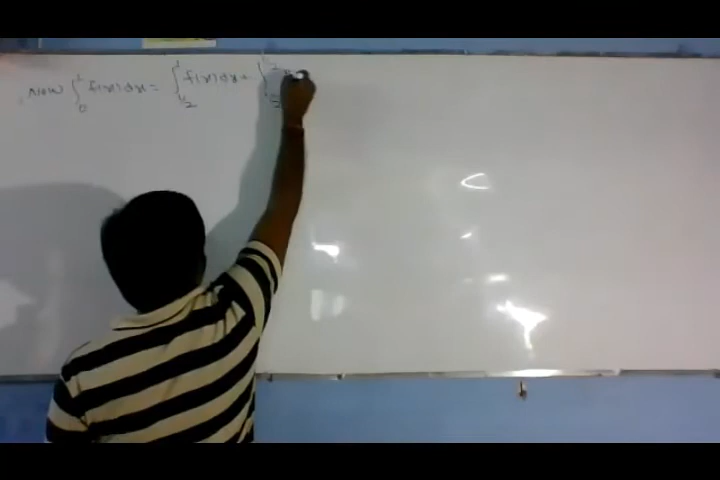 Now ∫₀¹ f(x) dx = ∫_{1/2}^1 f(x) dx + ∫